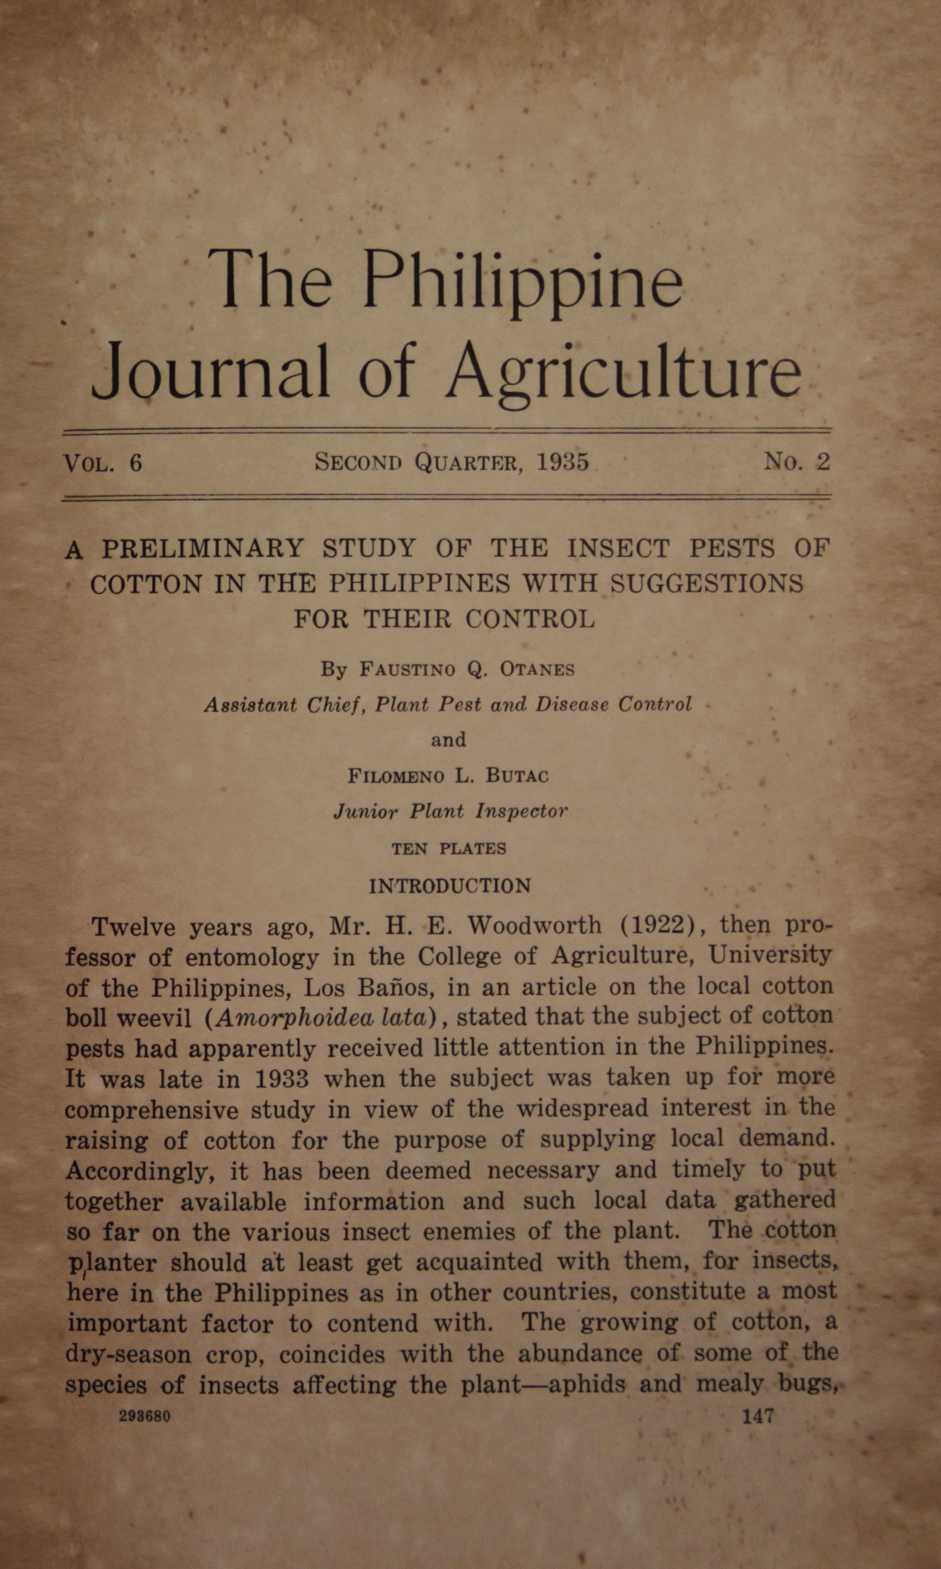 The Philippine
Journal of Agriculture
VOL. 6 SECOND QUARTER, 1935 No. 2
A PRELIMINARY STUDY OF THE INSECT PESTS OF
COTTON IN THE PHILIPPINES WITH SUGGESTIONS
FOR THEIR CONTROL
By FAUSTINO Q. OTANES
Assistant Chief, Plant Pest and Disease Control
and
FILOMENO L. BUTAC
Junior Plant Inspector
TEN PLATES
INTRODUCTION
Twelve years ago, Mr. H. E. Woodworth (1922), then pro-
fessor of entomology in the College of Agriculture, University
of the Philippines, Los Baños, in an article on the local cotton
boll weevil (Amorphoidea lata), stated that the subject of cotton
pests had apparently received little attention in the Philippines.
It was late in 1933 when the subject was taken up for more
comprehensive study in view of the widespread interest in the
raising of cotton for the purpose of supplying local demand.
Accordingly, it has been deemed necessary and timely to put
together available information and such local data gathered
so far on the various insect enemies of the plant. The cotton
planter should at least get acquainted with them, for insects,
here in the Philippines as in other countries, constitute a most
important factor to contend with. The growing of cotton, a
dry-season crop, coincides with the abundance of some of the
species of insects affecting the plant—aphids and mealy bugs,
293680 147